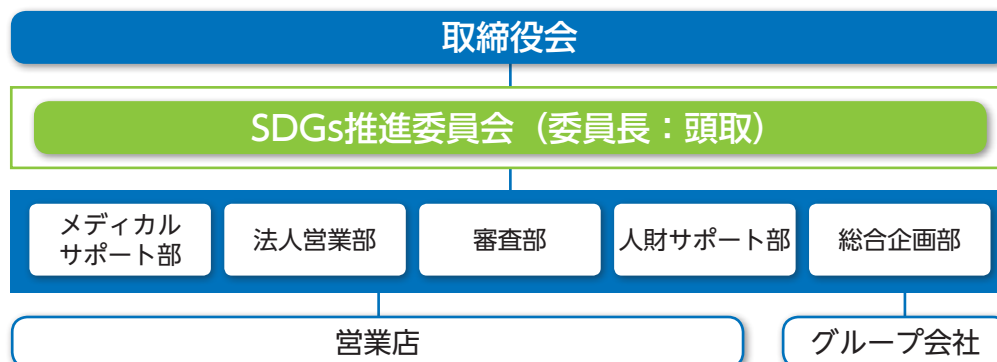 取締役会
SDGs推進委員会（委員長：頭取）
メディカル
サポート部
法人営業部
審査部
人財サポート部
総合企画部
営業店
グループ会社